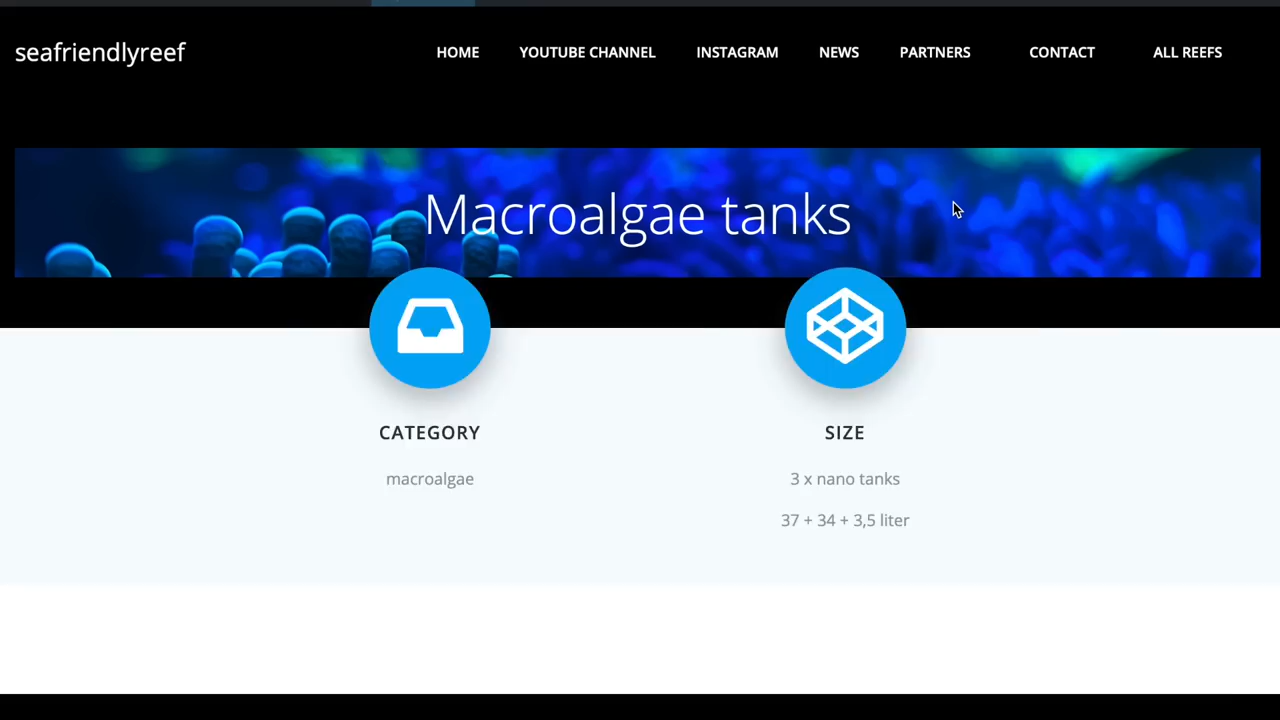 seafriendlyreef
HOME YOUTUBE CHANNEL INSTAGRAM NEWS PARTNERS CONTACT ALL REEFS
Macroalgae tanks
CATEGORY
macroalgae
SIZE
3 x nano tanks
37 + 34 + 3,5 liter